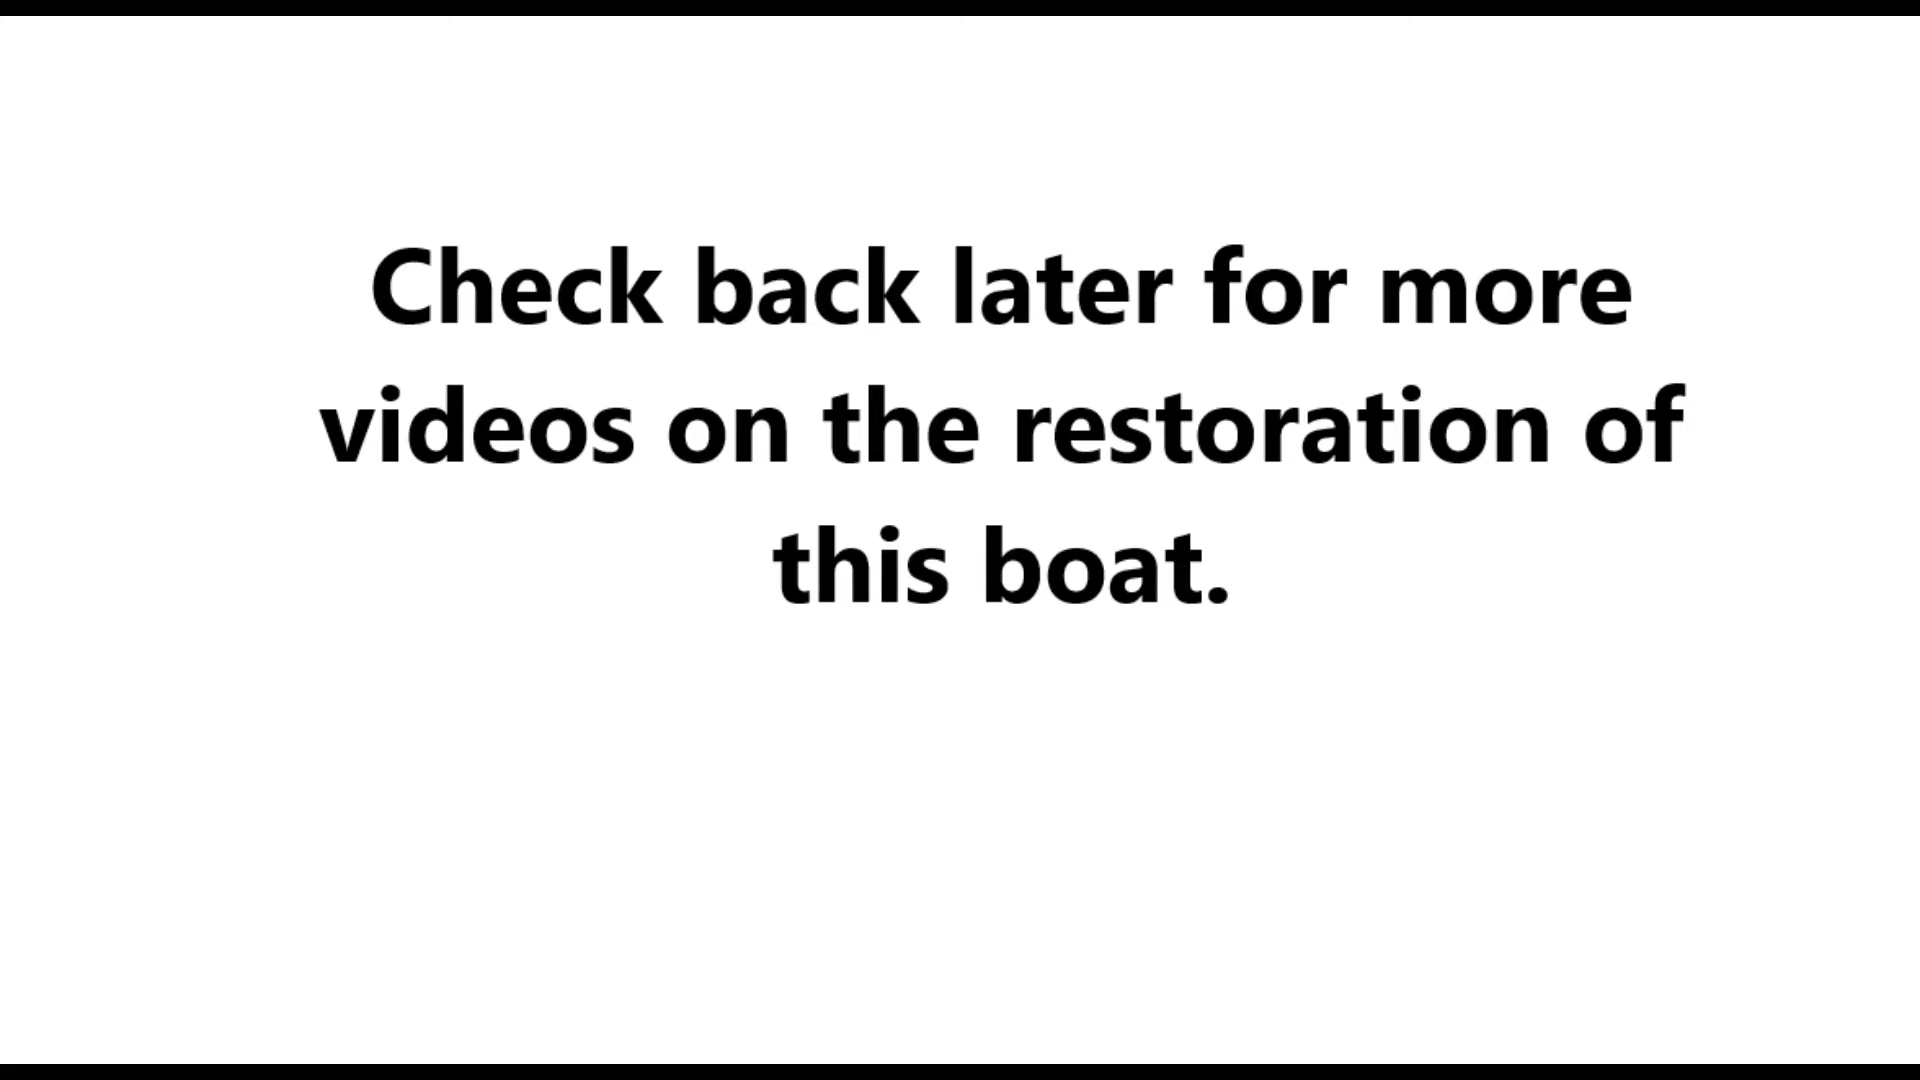 Check back later for more
videos on the restoration of
this boat.